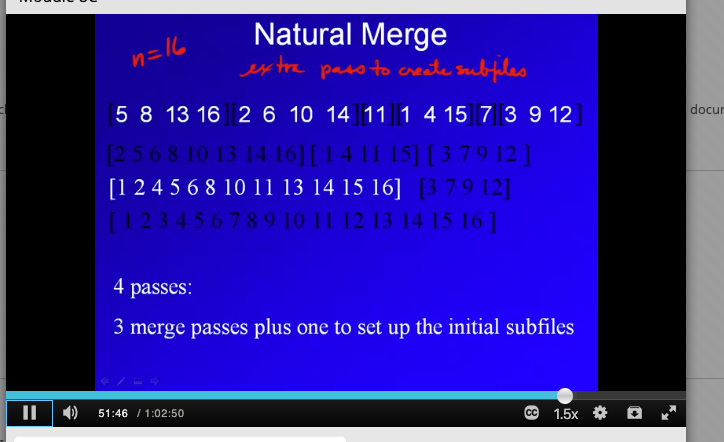 Natural Merge
n=16
extra pass to create subfiles
[5 8 13 16][2 6 10 14][11][1 4 15][7][3 9 12]
[2 5 6 8 10 13 14 16] [ 1 4 11 15] [ 3 7 9 12 ]
[1 2 4 5 6 8 10 11 13 14 15 16] [3 7 9 12]
[ 1 2 3 4 5 6 7 8 9 10 11 12 13 14 15 16 ]
4 passes:
3 merge passes plus one to set up the initial subfiles
docur
51:46 / 1:02:50
CC
1.5x